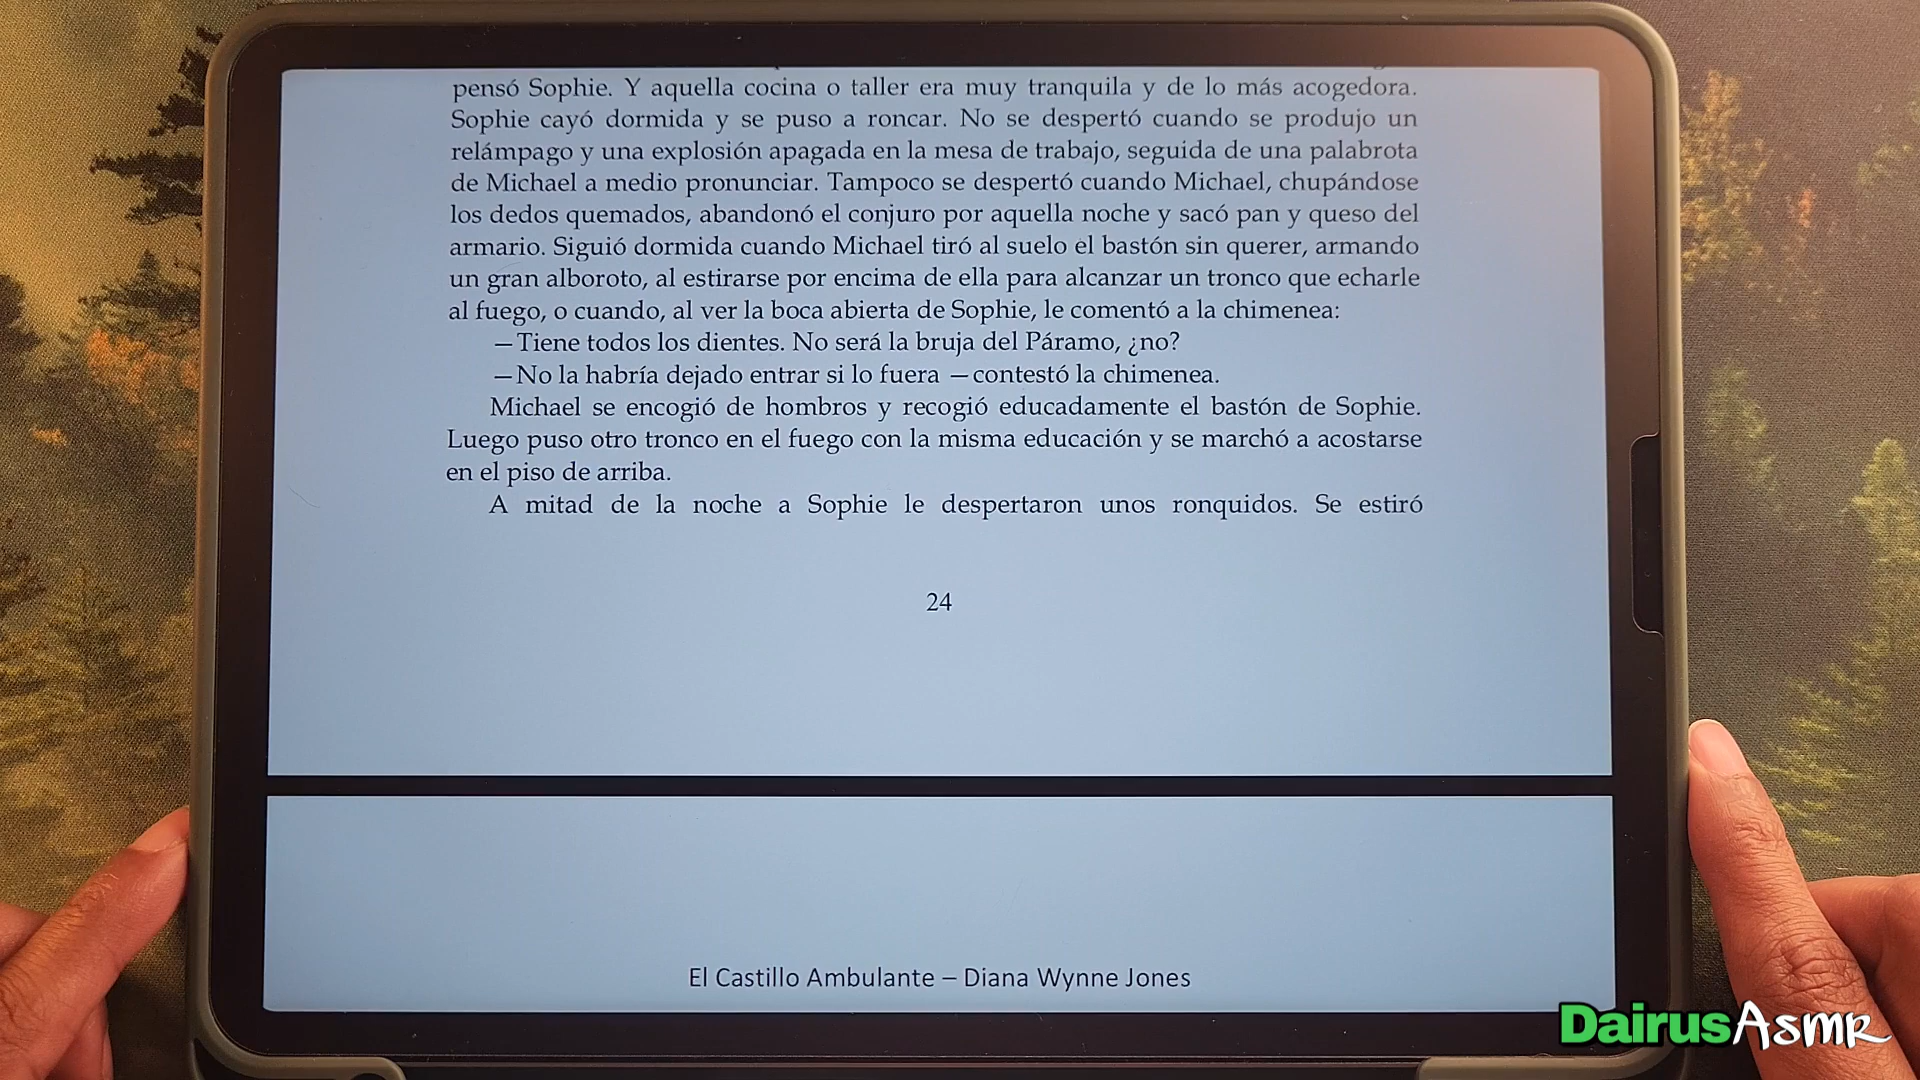 pensó Sophie. Y aquella cocina o taller era muy tranquila y de lo más acogedora.
Sophie cayó dormida y se puso a roncar. No se despertó cuando se produjo un
relámpago y una explosión apagada en la mesa de trabajo, seguida de una palabrota
de Michael a medio pronunciar. Tampoco se despertó cuando Michael, chupándose
los dedos quemados, abandonó el conjuro por aquella noche y sacó pan y queso del
armario. Siguió dormida cuando Michael tiró al suelo el bastón sin querer, armando
un gran alboroto, al estirarse por encima de ella para alcanzar un tronco que echarle
al fuego, o cuando, al ver la boca abierta de Sophie, le comentó a la chimenea:
—Tiene todos los dientes. No será la bruja del Páramo, ¿no?
—No la habría dejado entrar si lo fuera —contestó la chimenea.
Michael se encogió de hombros y recogió educadamente el bastón de Sophie.
Luego puso otro tronco en el fuego con la misma educación y se marchó a acostarse
en el piso de arriba.
A mitad de la noche a Sophie le despertaron unos ronquidos. Se estiró
24
El Castillo Ambulante – Diana Wynne Jones
DairusAsmr